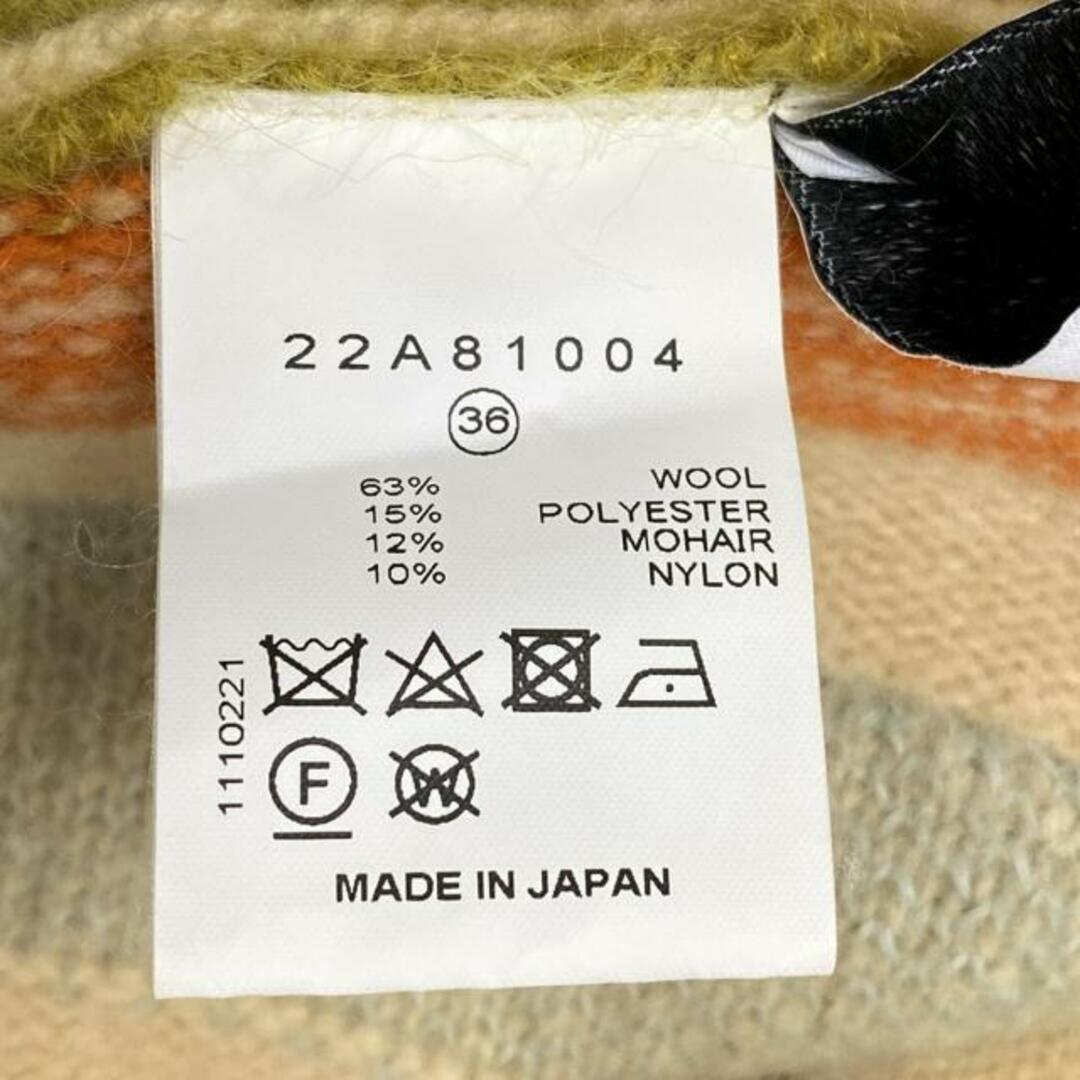 22A81004
36
63% WOOL
15% POLYESTER
12% MOHAIR
10% NYLON
1110221
F W
MADE IN JAPAN